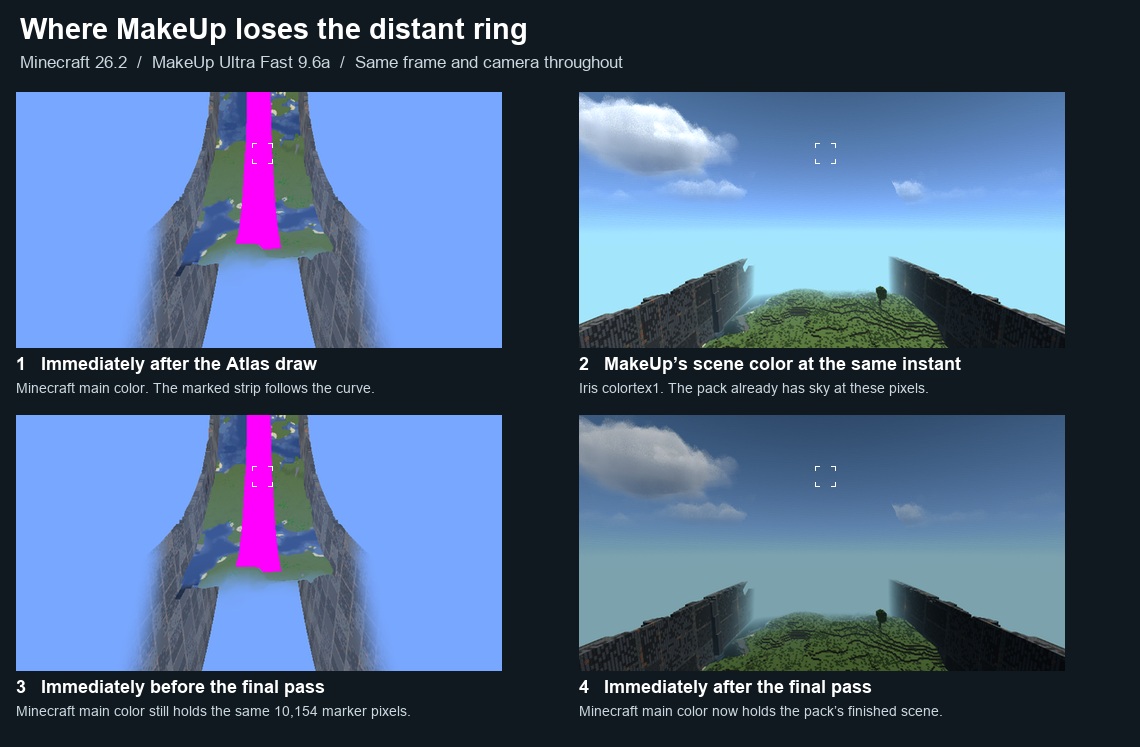 Where MakeUp loses the distant ring
Minecraft 26.2 / MakeUp Ultra Fast 9.6a / Same frame and camera throughout
1 Immediately after the Atlas draw
Minecraft main color. The marked strip follows the curve.
2 MakeUp’s scene color at the same instant
Iris colortex1. The pack already has sky at these pixels.
3 Immediately before the final pass
Minecraft main color still holds the same 10,154 marker pixels.
4 Immediately after the final pass
Minecraft main color now holds the pack’s finished scene.